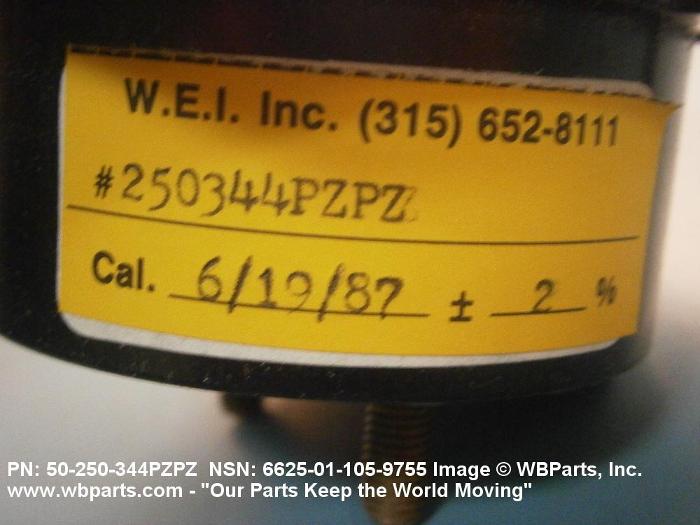 W.E.I. Inc. (315) 652-8111
#250344PZPZ
Cal. 6/19/87 ± 2 %
PN: 50-250-344PZPZ NSN: 6625-01-105-9755 Image © WBParts, Inc.
www.wbparts.com - "Our Parts Keep the World Moving"